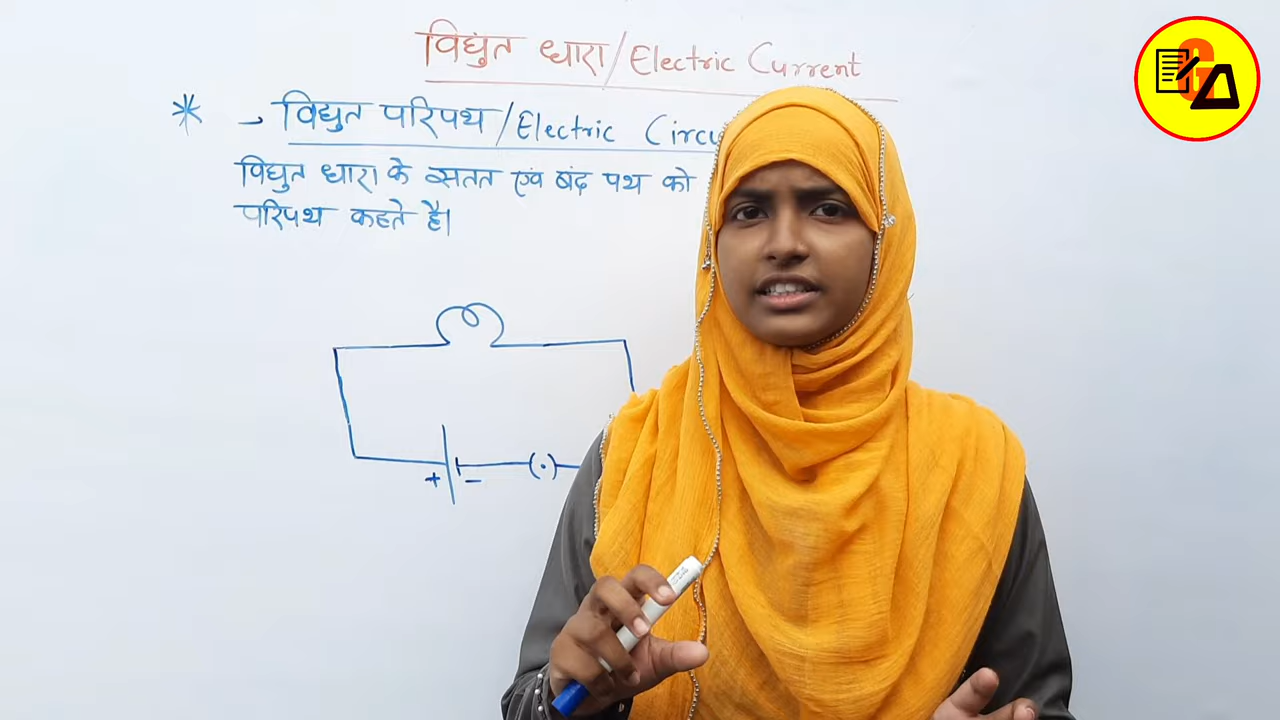 विद्युत धारा/Electric Current
* → विद्युत परिपथ/Electric Circu
विद्युत धारा के सतत एवं बंद पथ को
परिपथ कहते है।
+ - (·)
G